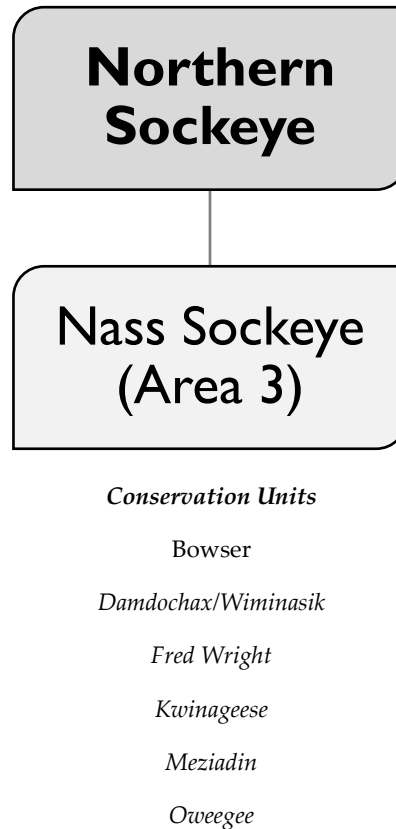 Northern
Sockeye
Nass Sockeye
(Area 3)
Conservation Units
Bowser
Damdochax/Wiminasik
Fred Wright
Kwinageese
Meziadin
Oweegee